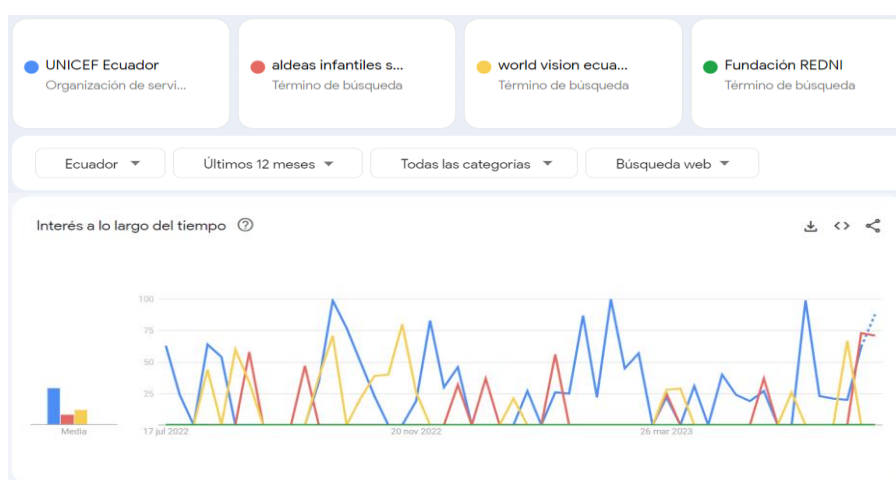 UNICEF Ecuador
Organización de servi...
aldeas infantiles s...
Término de búsqueda
world vision ecua...
Término de búsqueda
Fundación REDNI
Término de búsqueda
Ecuador
Últimos 12 meses
Todas las categorías
Búsqueda web
Interés a lo largo del tiempo
100
75
50
25
Media
17 jul 2022
20 nov 2022
26 mar 2023